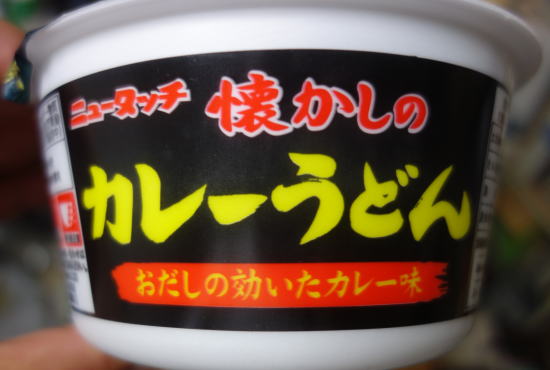 ニュータッチ 懐かしの
カレーうどん
おだしの効いたカレー味